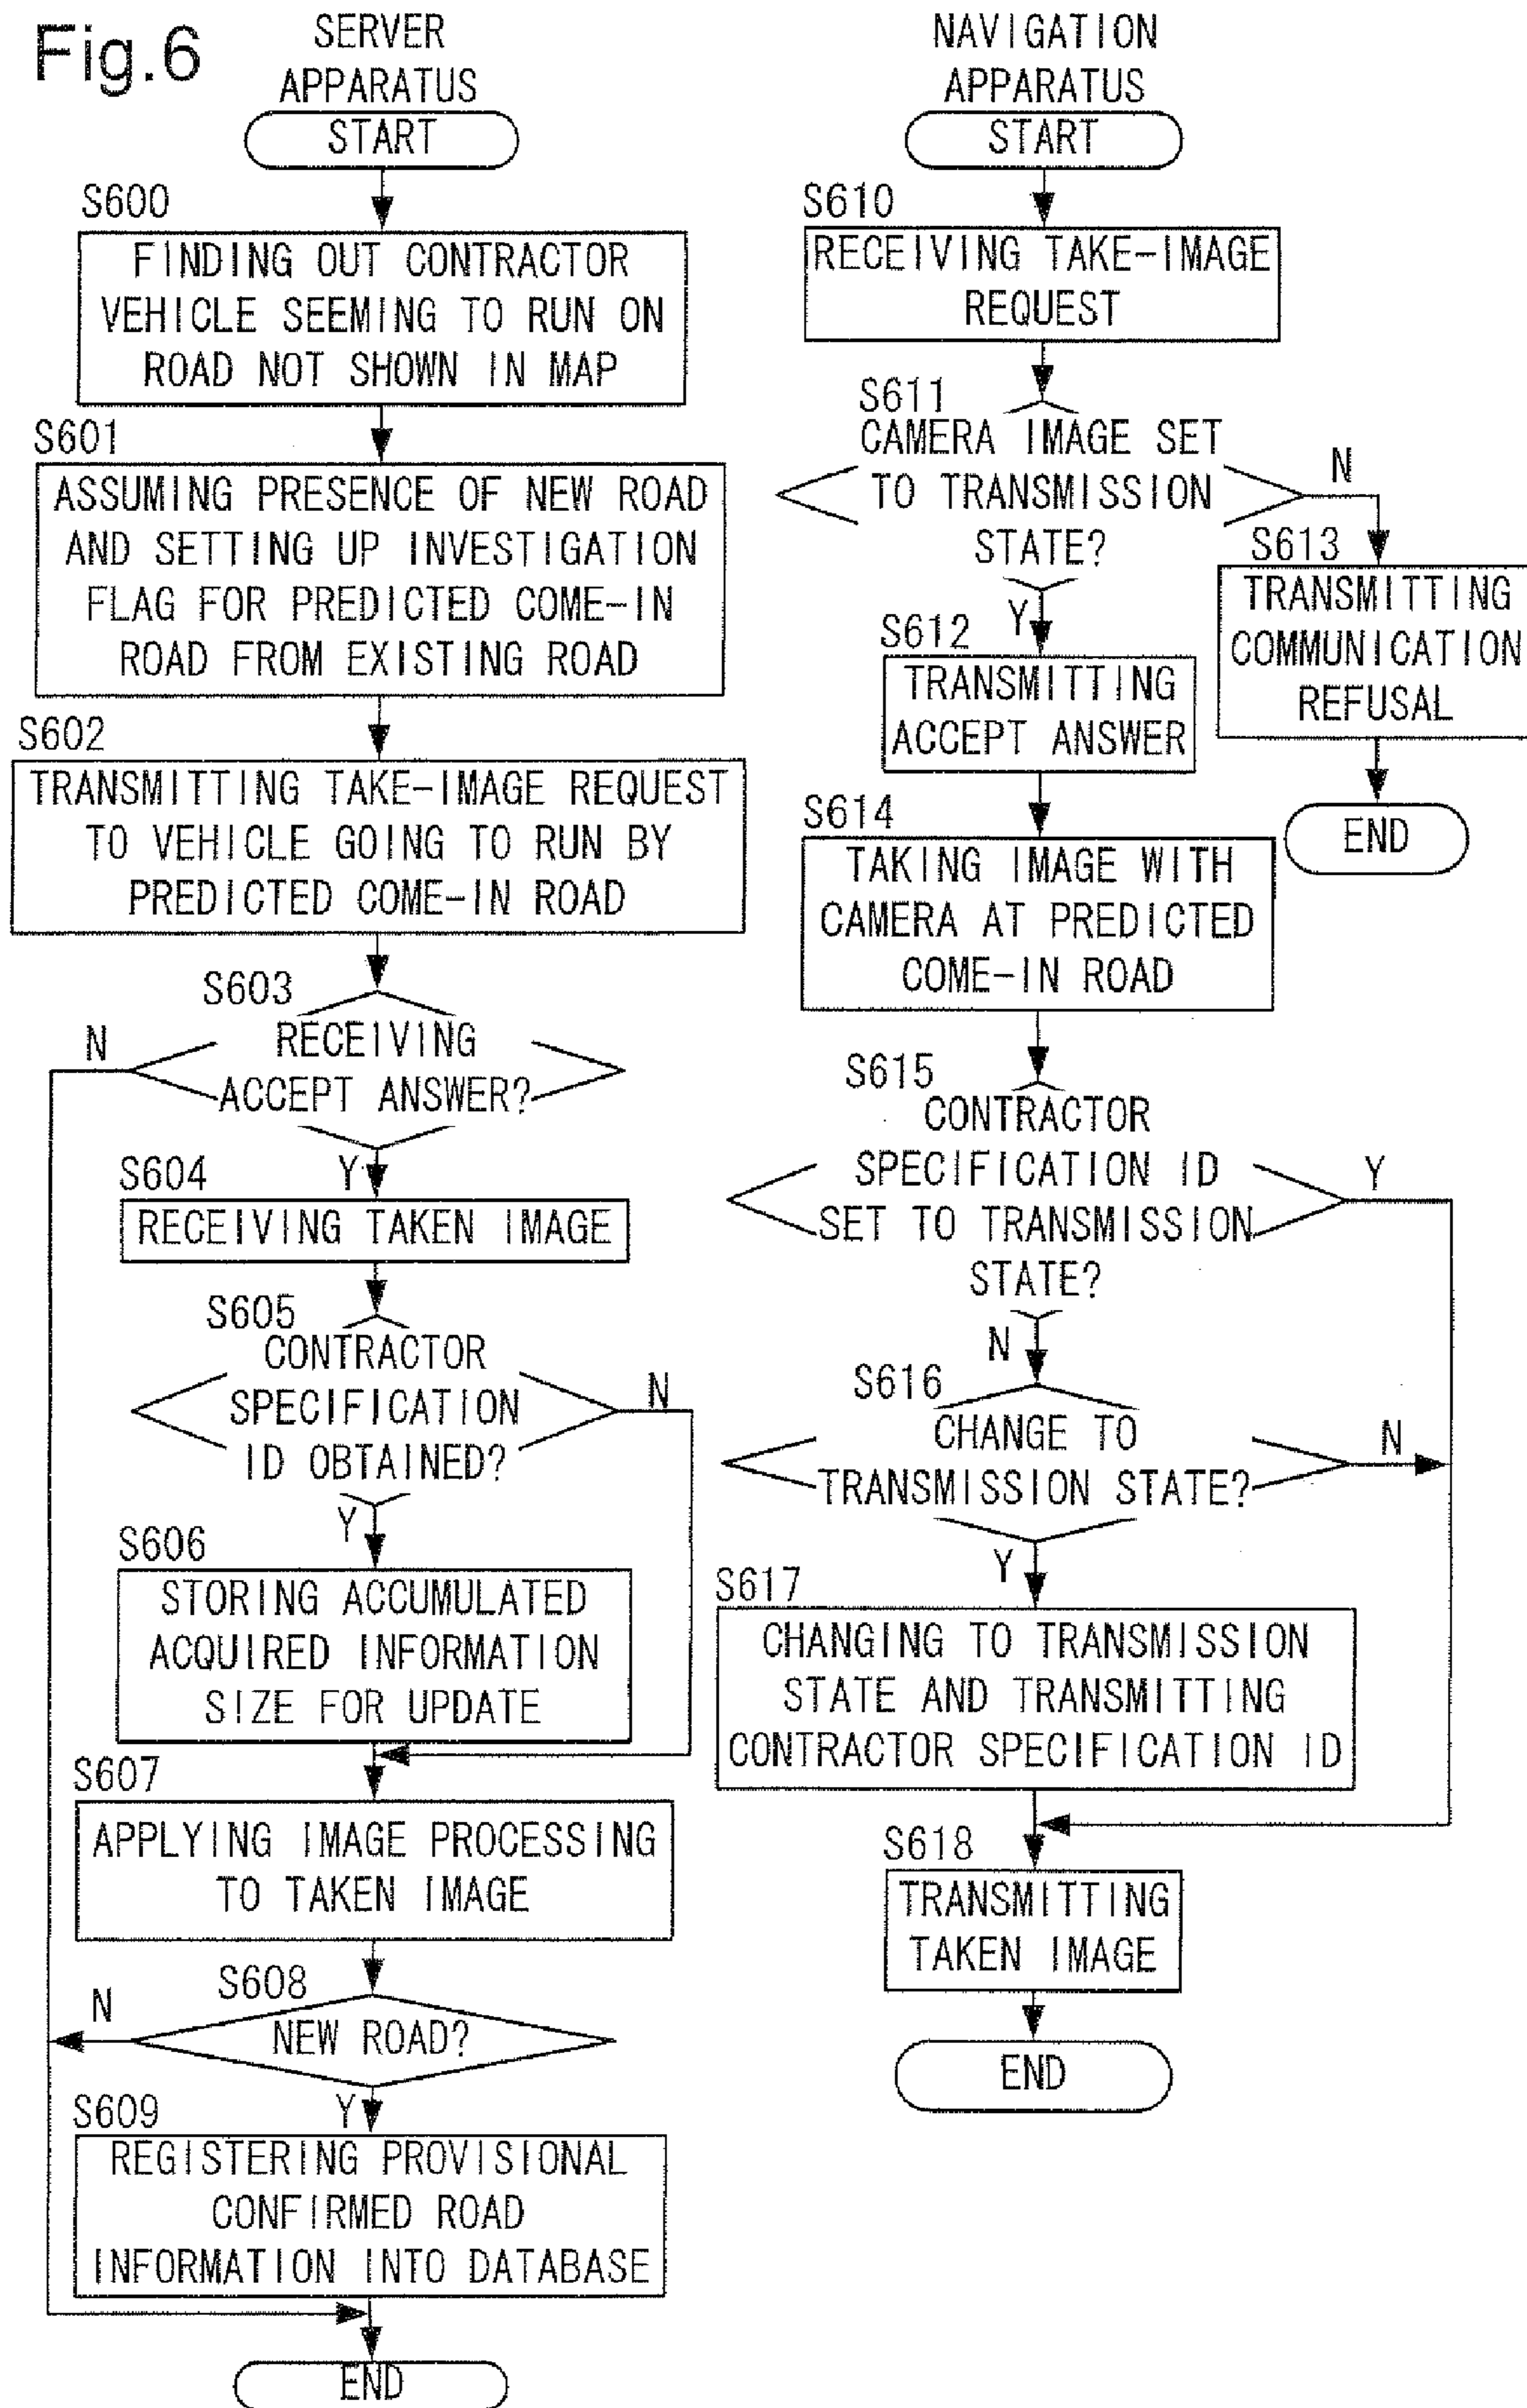 Fig.6
SERVER
APPARATUS
START
S600
FINDING OUT CONTRACTOR
VEHICLE SEEMING TO RUN ON
ROAD NOT SHOWN IN MAP
S601
ASSUMING PRESENCE OF NEW ROAD
AND SETTING UP INVESTIGATION
FLAG FOR PREDICTED COME-IN
ROAD FROM EXISTING ROAD
S602
TRANSMITTING TAKE-IMAGE REQUEST
TO VEHICLE GOING TO RUN BY
PREDICTED COME-IN ROAD
S603
RECEIVING
ACCEPT ANSWER?
N
Y
S604
RECEIVING TAKEN IMAGE
S605
CONTRACTOR
SPECIFICATION
ID OBTAINED?
N
Y
S606
STORING ACCUMULATED
ACQUIRED INFORMATION
SIZE FOR UPDATE
S607
APPLYING IMAGE PROCESSING
TO TAKEN IMAGE
S608
NEW ROAD?
N
Y
S609
REGISTERING PROVISIONAL
CONFIRMED ROAD
INFORMATION INTO DATABASE
END
NAVIGATION
APPARATUS
START
S610
RECEIVING TAKE-IMAGE
REQUEST
S611
CAMERA IMAGE SET
TO TRANSMISSION
STATE?
N
Y
S613
TRANSMITTING
COMMUNICATION
REFUSAL
END
S612
TRANSMITTING
ACCEPT ANSWER
S614
TAKING IMAGE WITH
CAMERA AT PREDICTED
COME-IN ROAD
S615
CONTRACTOR
SPECIFICATION ID
SET TO TRANSMISSION
STATE?
Y
N
S616
CHANGE TO
TRANSMISSION STATE?
N
Y
S617
CHANGING TO TRANSMISSION
STATE AND TRANSMITTING
CONTRACTOR SPECIFICATION ID
S618
TRANSMITTING
TAKEN IMAGE
END